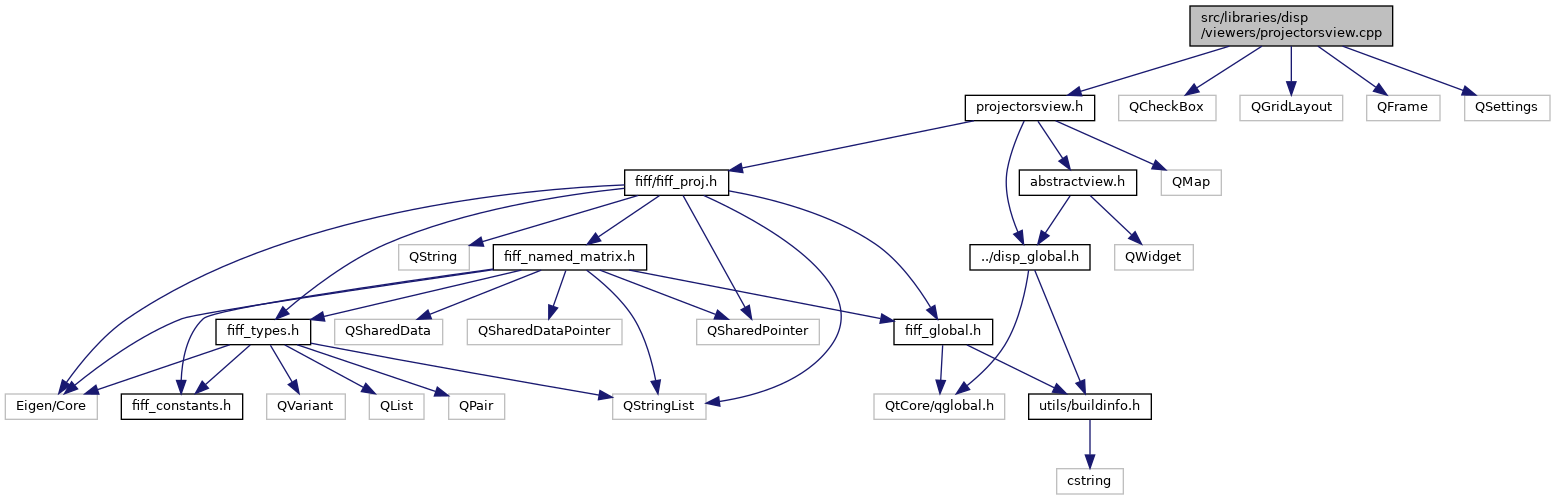 src/libraries/disp
/viewers/projectorsview.cpp
projectorsview.h
QCheckBox
QGridLayout
QFrame
QSettings
fiff/fiff_proj.h
abstractview.h
QMap
QString
fiff_named_matrix.h
../disp_global.h
QWidget
fiff_types.h
QSharedData
QSharedDataPointer
QSharedPointer
fiff_global.h
Eigen/Core
fiff_constants.h
QVariant
QList
QPair
QStringList
QtCore/qglobal.h
utils/buildinfo.h
cstring